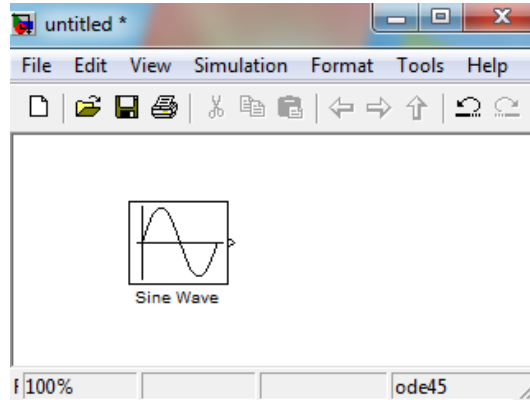 untitled *
File Edit View Simulation Format Tools Help
Sine Wave
100% ode45